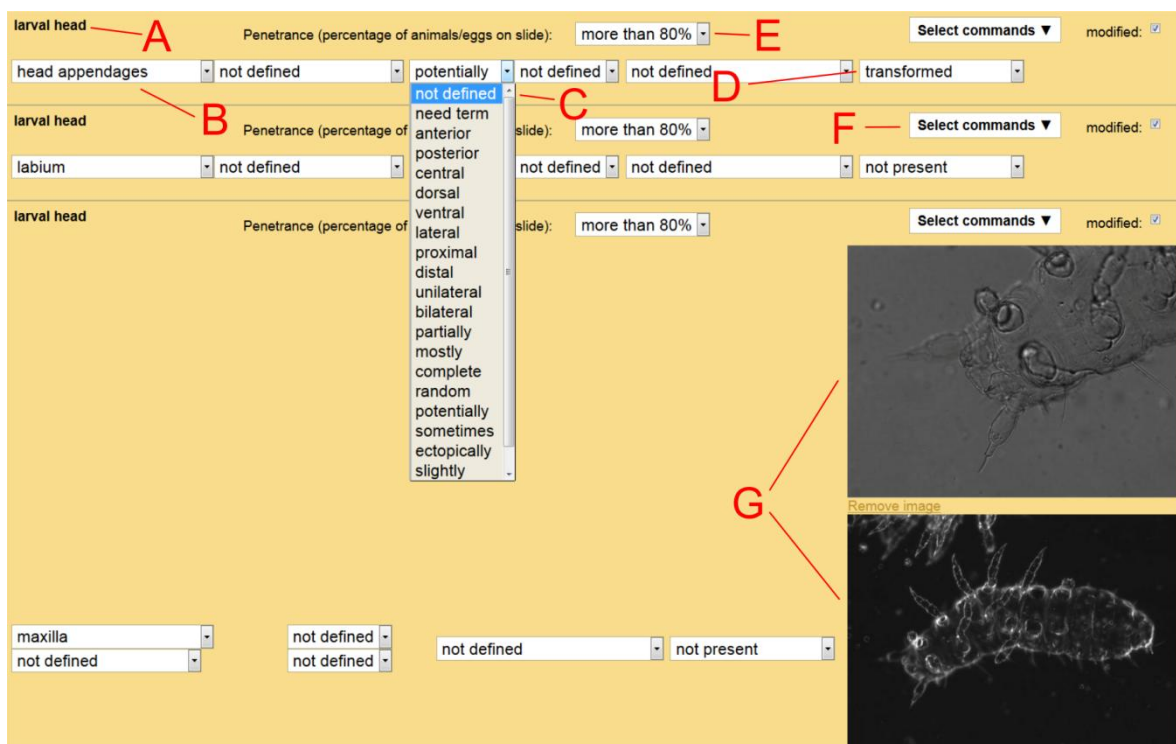 larval head A
Penetrance (percentage of animals/eggs on slide): more than 80% E
Select commands ▼ modified:
head appendages not defined potentially not defined not defined transformed
B C D
not defined
need term
anterior
posterior
central
dorsal
ventral
lateral
proximal
distal
unilateral
bilateral
partially
mostly
complete
random
potentially
sometimes
ectopically
slightly
larval head
Penetrance (percentage of slide): more than 80%
F Select commands ▼ modified:
labium not defined not defined not defined not present
larval head
Penetrance (percentage of slide): more than 80%
Select commands ▼ modified:
G
Remove image
maxilla not defined
not defined not defined
not defined not present